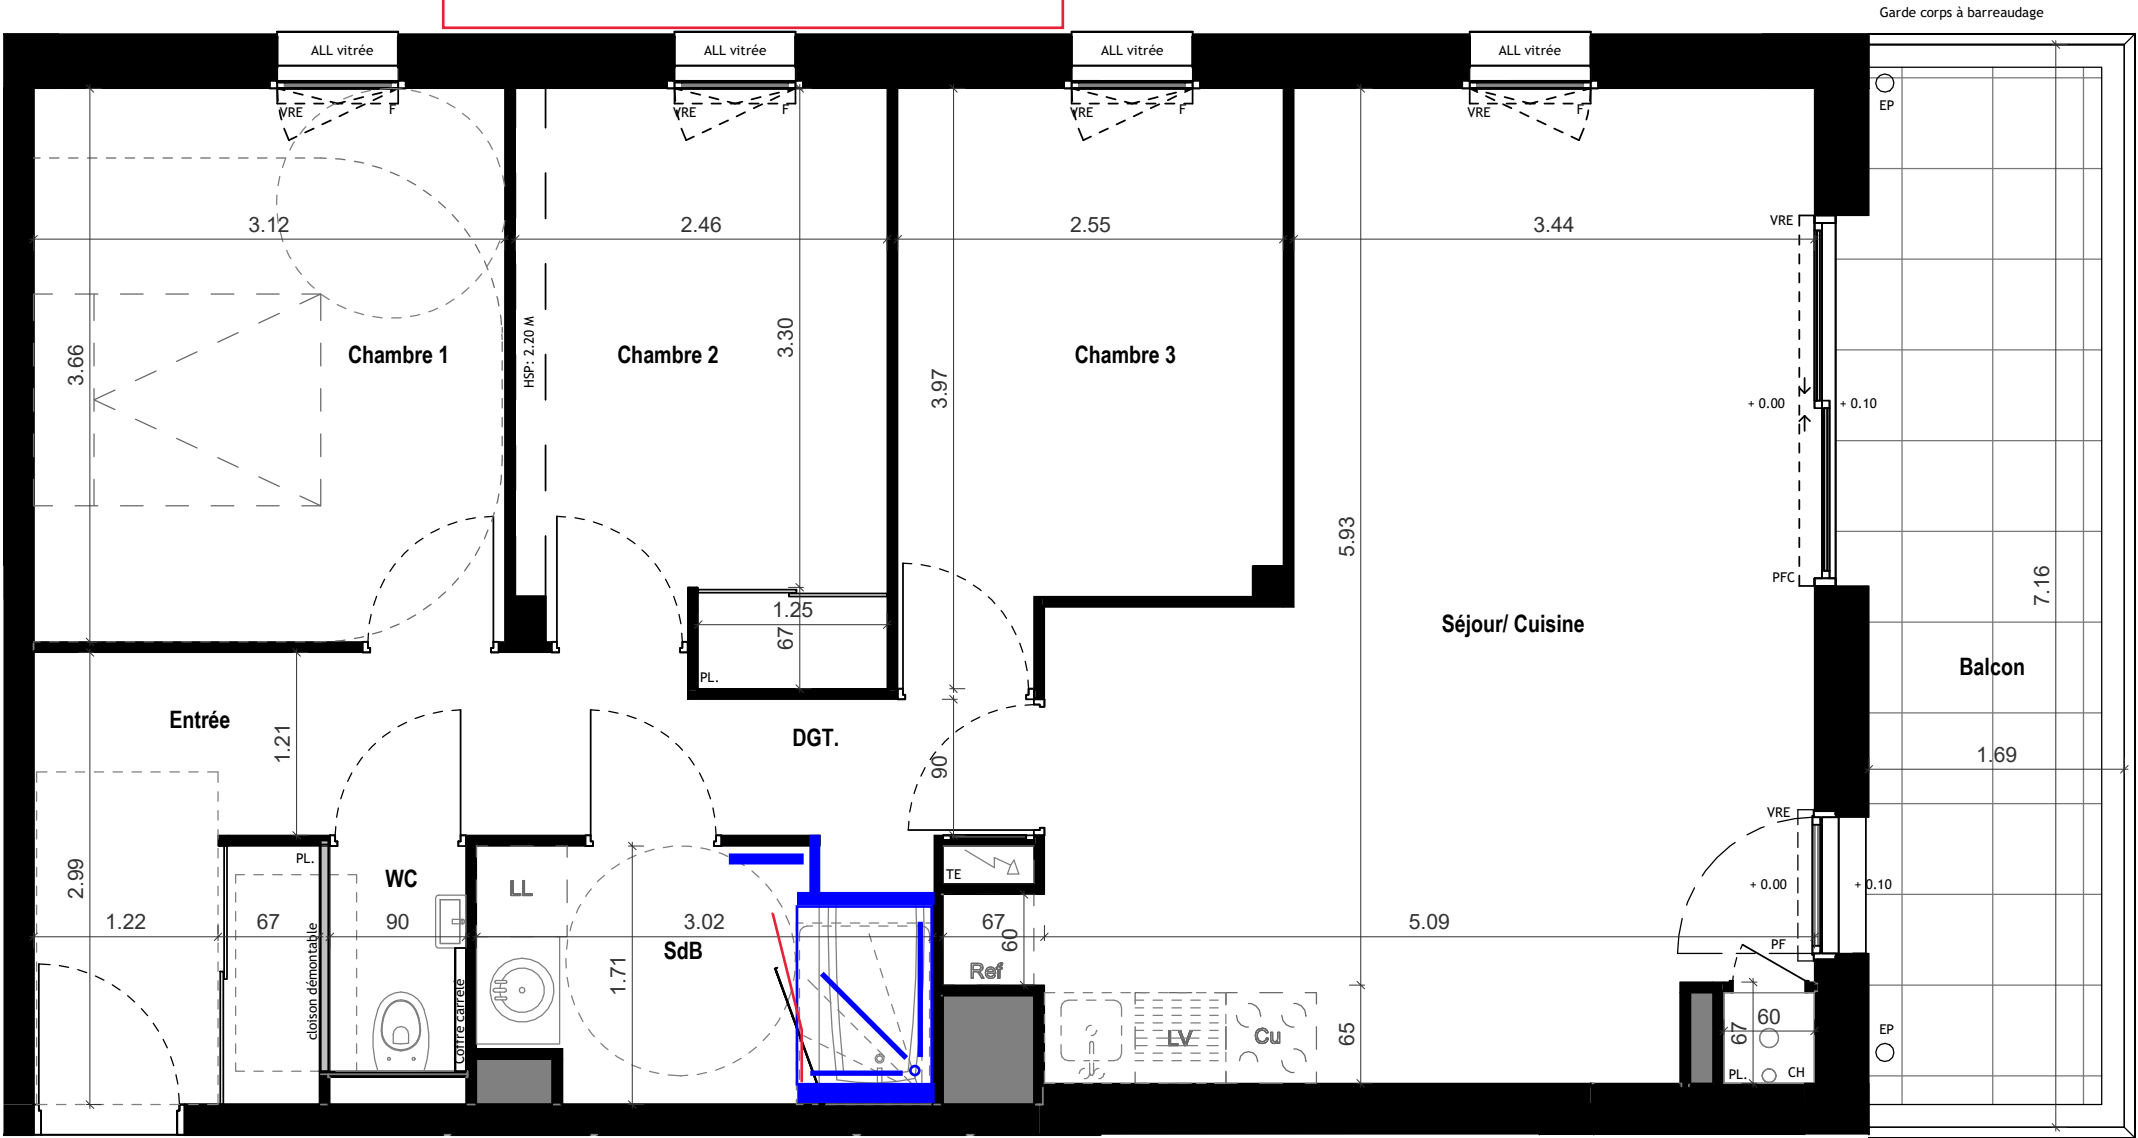 Garde corps à barreaudage
ALL vitrée
ALL vitrée
ALL vitrée
ALL vitrée
VRE
F
VRE
F
VRE
F
VRE
F
EP
3.12
2.46
2.55
3.44
VRE
HSP: 2.20 M
3.30
3.66
Chambre 1
Chambre 2
Chambre 3
3.97
+ 0.00
+ 0.10
5.93
PFC
7.16
1.25
67
PL.
Séjour/ Cuisine
Balcon
Entrée
1.21
DGT.
90
1.69
VRE
PL.
WC
LL
TE
2.99
+ 0.00
+ 0.10
1.22
67
cloison démontable
90
3.02
67
60
5.09
SdB
1.71
Ref
PF
Coffre carrelé
LV
Cu
65
67
60
PL.
CH
EP